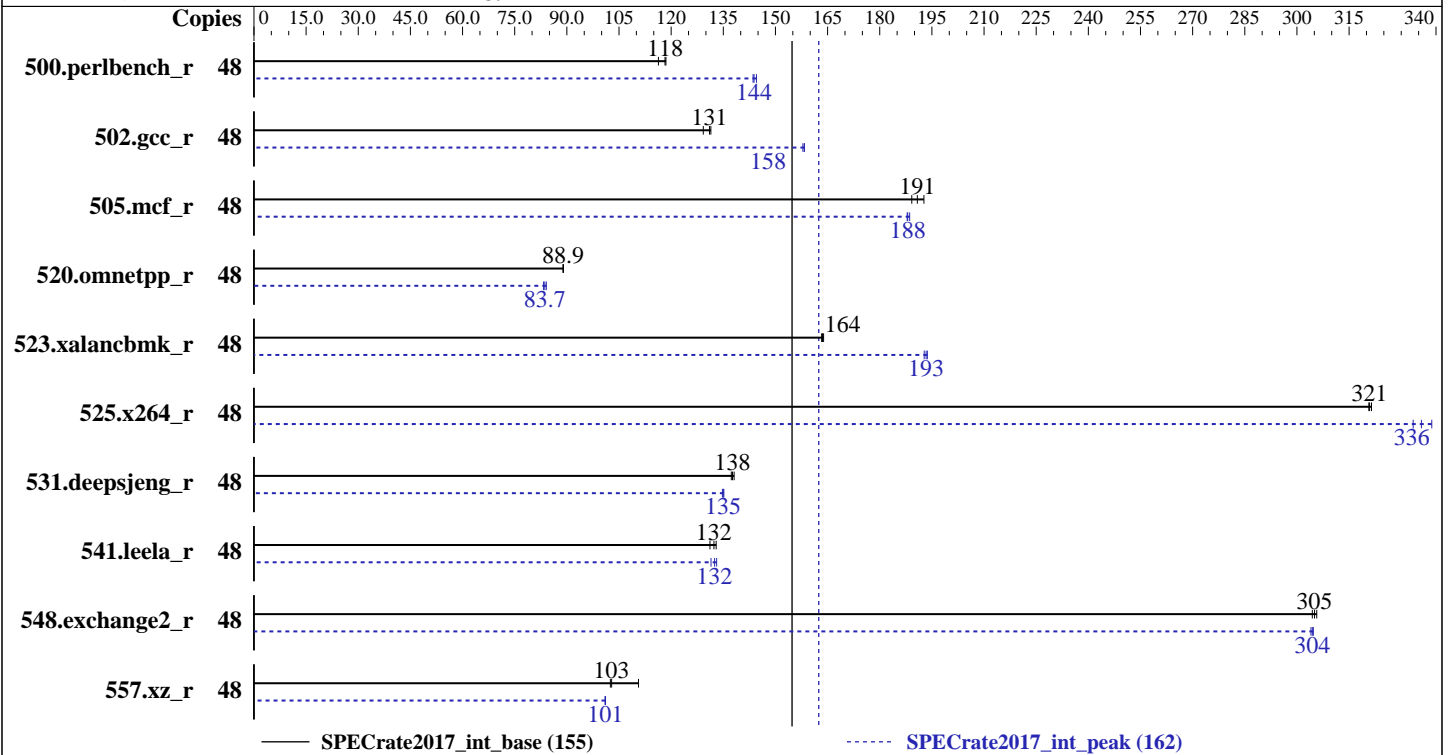 Copies 0 15.0 30.0 45.0 60.0 75.0 90.0 105 120 135 150 165 180 195 210 225 240 255 270 285 300 315 340
500.perlbench_r 48 118
144
502.gcc_r 48 131
158
505.mcf_r 48 191
188
520.omnetpp_r 48 88.9
83.7
523.xalancbmk_r 48 164
193
525.x264_r 48 321
336
531.deepsjeng_r 48 138
135
541.leela_r 48 132
132
548.exchange2_r 48 305
304
557.xz_r 48 103
101
SPECrate2017_int_base (155) SPECrate2017_int_peak (162)